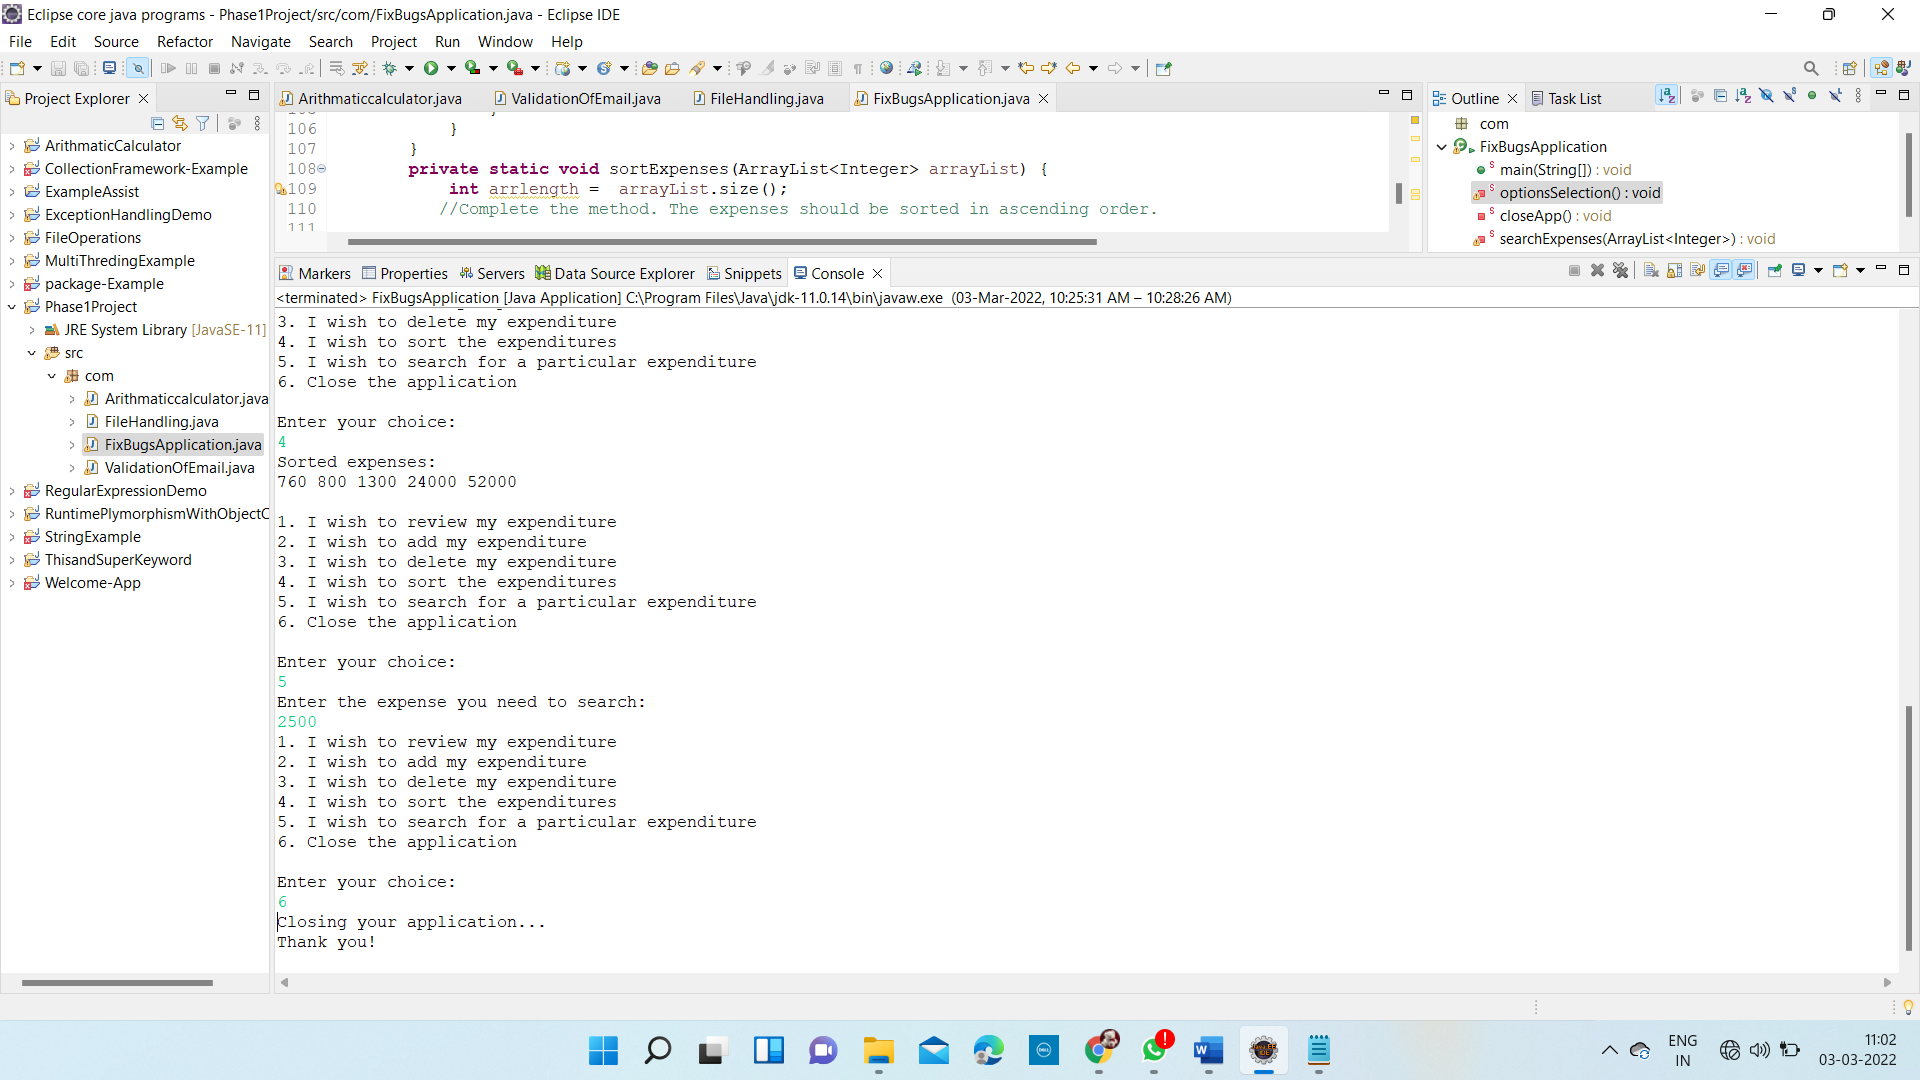 Eclipse core java programs - Phase1Project/src/com/FixBugsApplication.java - Eclipse IDE
File Edit Source Refactor Navigate Search Project Run Window Help
Project Explorer
ArithmaticCalculator
CollectionFramework-Example
ExampleAssist
ExceptionHandlingDemo
FileOperations
MultiThredingExample
package-Example
Phase1Project
JRE System Library [JavaSE-11]
src
com
Arithmaticcalculator.java
FileHandling.java
FixBugsApplication.java
ValidationOfEmail.java
RegularExpressionDemo
RuntimePlymorphismWithObjectC
StringExample
ThisandSuperKeyword
Welcome-App
Arithmaticcalculator.java ValidationOfEmail.java FileHandling.java FixBugsApplication.java
106 }
107 }
108 private static void sortExpenses(ArrayList<Integer> arrayList) {
109 int arrlength = arrayList.size();
110 //Complete the method. The expenses should be sorted in ascending order.
111
Outline Task List
com
FixBugsApplication
main(String[]) : void
optionsSelection() : void
closeApp() : void
searchExpenses(ArrayList<Integer>) : void
Markers Properties Servers Data Source Explorer Snippets Console
<terminated> FixBugsApplication [Java Application] C:\Program Files\Java\jdk-11.0.14\bin\javaw.exe (03-Mar-2022, 10:25:31 AM – 10:28:26 AM)
3. I wish to delete my expenditure
4. I wish to sort the expenditures
5. I wish to search for a particular expenditure
6. Close the application
Enter your choice:
4
Sorted expenses:
760 800 1300 24000 52000
1. I wish to review my expenditure
2. I wish to add my expenditure
3. I wish to delete my expenditure
4. I wish to sort the expenditures
5. I wish to search for a particular expenditure
6. Close the application
Enter your choice:
5
Enter the expense you need to search:
2500
1. I wish to review my expenditure
2. I wish to add my expenditure
3. I wish to delete my expenditure
4. I wish to sort the expenditures
5. I wish to search for a particular expenditure
6. Close the application
Enter your choice:
6
Closing your application...
Thank you!
ENG
IN
11:02
03-03-2022